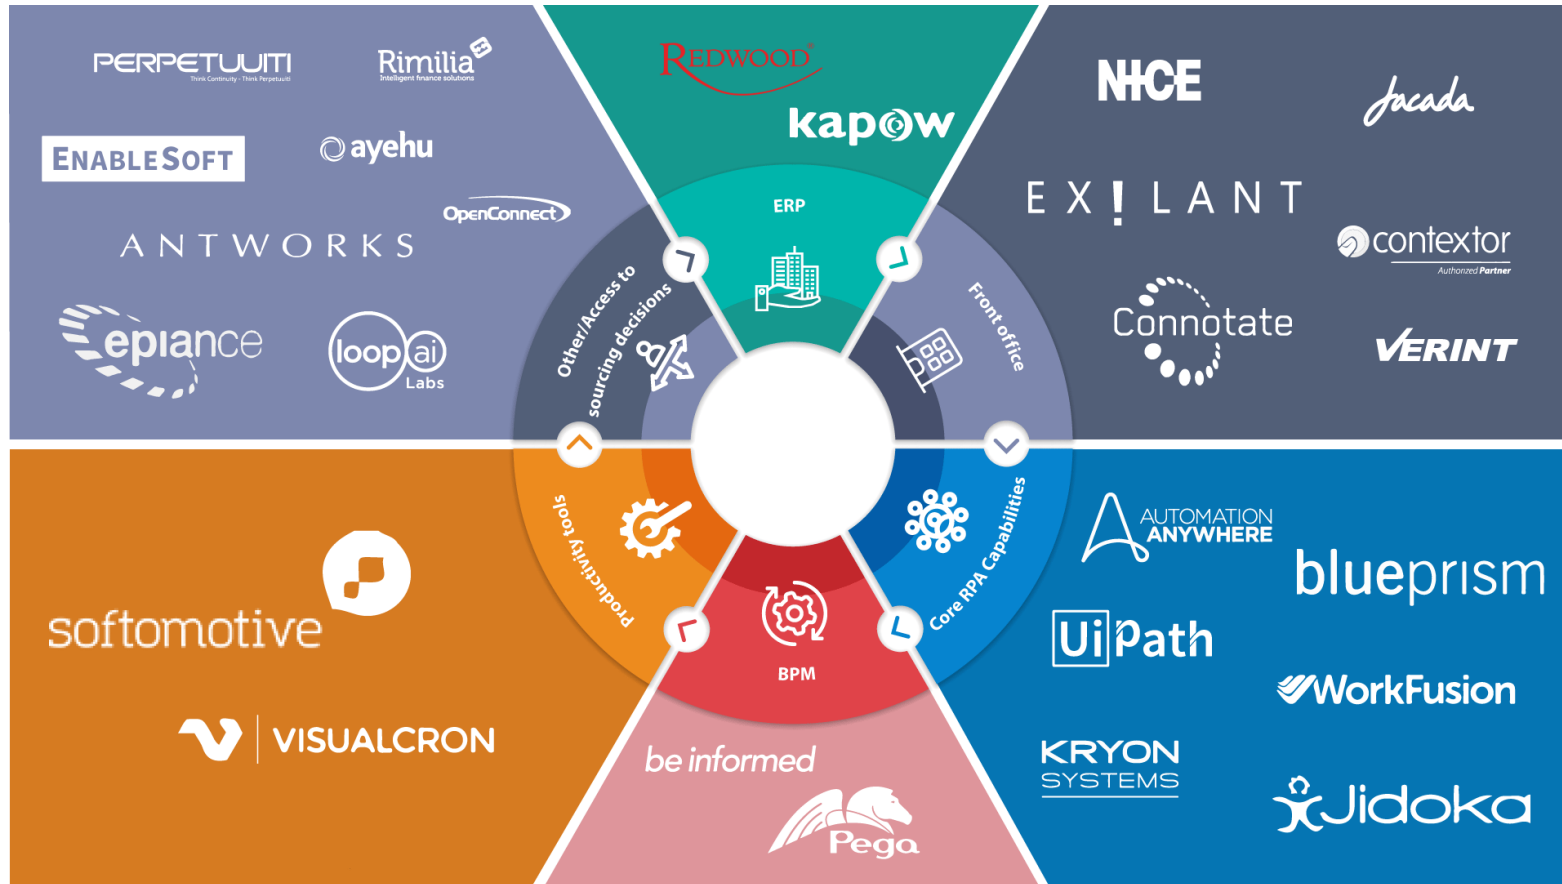 PERPETUUITI
Think Continuity - Think Perpetuuiti
Rimilia
Intelligent finance solutions
ENABLESOFT
ayehu
OPENCONNECT
ANTWORKS
epiance
loop ai
Labs
REDWOOD®
kapow
NICE
Jacada
EX!LANT
contextor
Authorized Partner
Connotate
VERINT
ERP
Other/Access to
sourcing decisions
Front office
Productivity tools
Core RPA Capabilities
BPM
softomotive
VISUALCRON
be informed
Pega
AUTOMATION
ANYWHERE
blueprism
UiPath
WorkFusion
KRYON
SYSTEMS
Jidoka